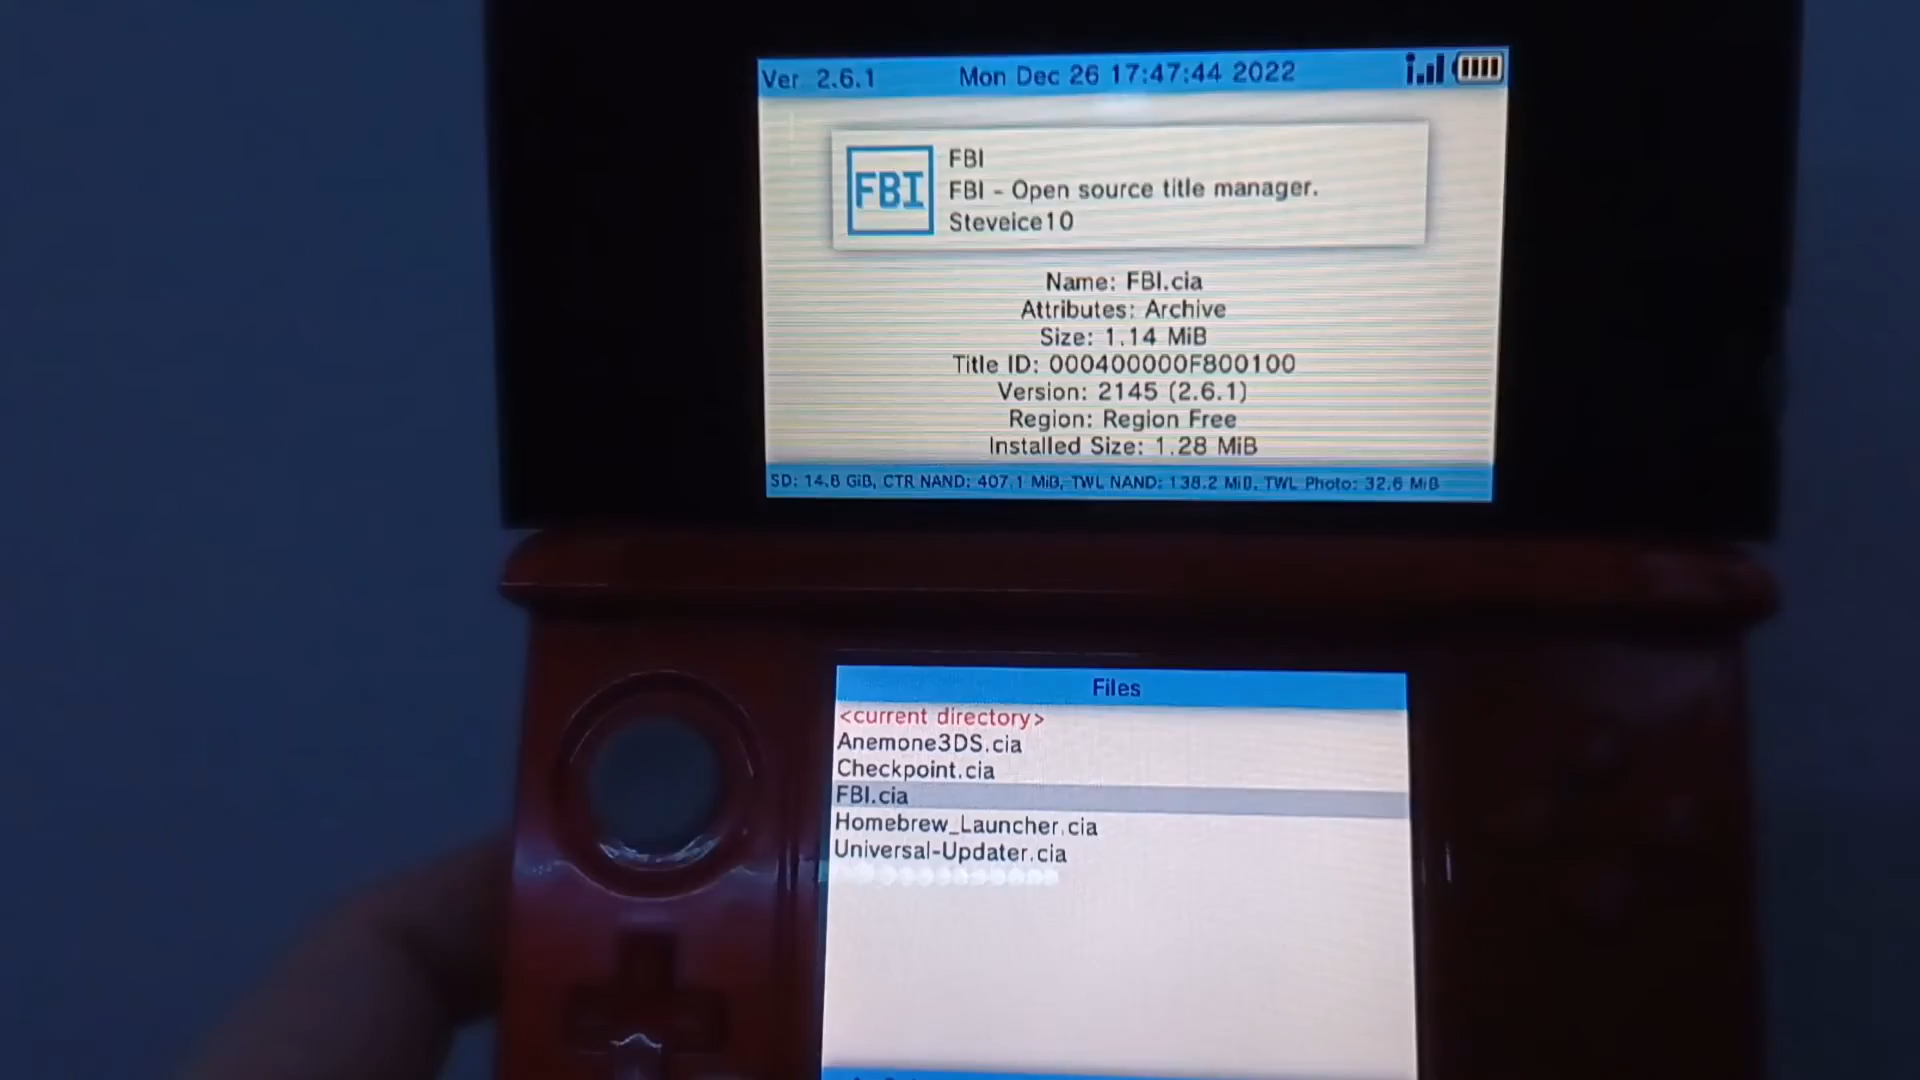 Ver. 2.6.1
Mon Dec 26 17:47:44 2022
FBI
FBI
FBI - Open source title manager.
Steveice10
Name: FBI.cia
Attributes: Archive
Size: 1.14 MiB
Title ID: 000400000F800100
Version: 2145 (2.6.1)
Region: Region Free
Installed Size: 1.28 MiB
SD: 14.8 GiB, CTR NAND: 407.1 MiB, TWL NAND: 138.2 MiB, TWL Photo: 32.6 MiB
Files
<current directory>
Anemone3DS.cia
Checkpoint.cia
FBI.cia
Homebrew_Launcher.cia
Universal-Updater.cia